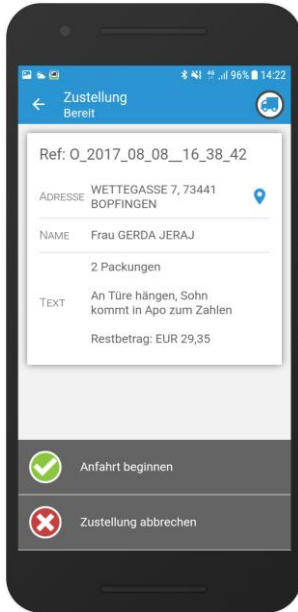 96% 14:22
Zustellung
Bereit
Ref: O_2017_08_08__16_38_42
ADRESSE WETTEGASSE 7, 73441
BOPFINGEN
NAME Frau GERDA JERAJ
2 Packungen
TEXT An Türe hängen, Sohn
kommt in Apo zum Zahlen
Restbetrag: EUR 29,35
Anfahrt beginnen
Zustellung abbrechen